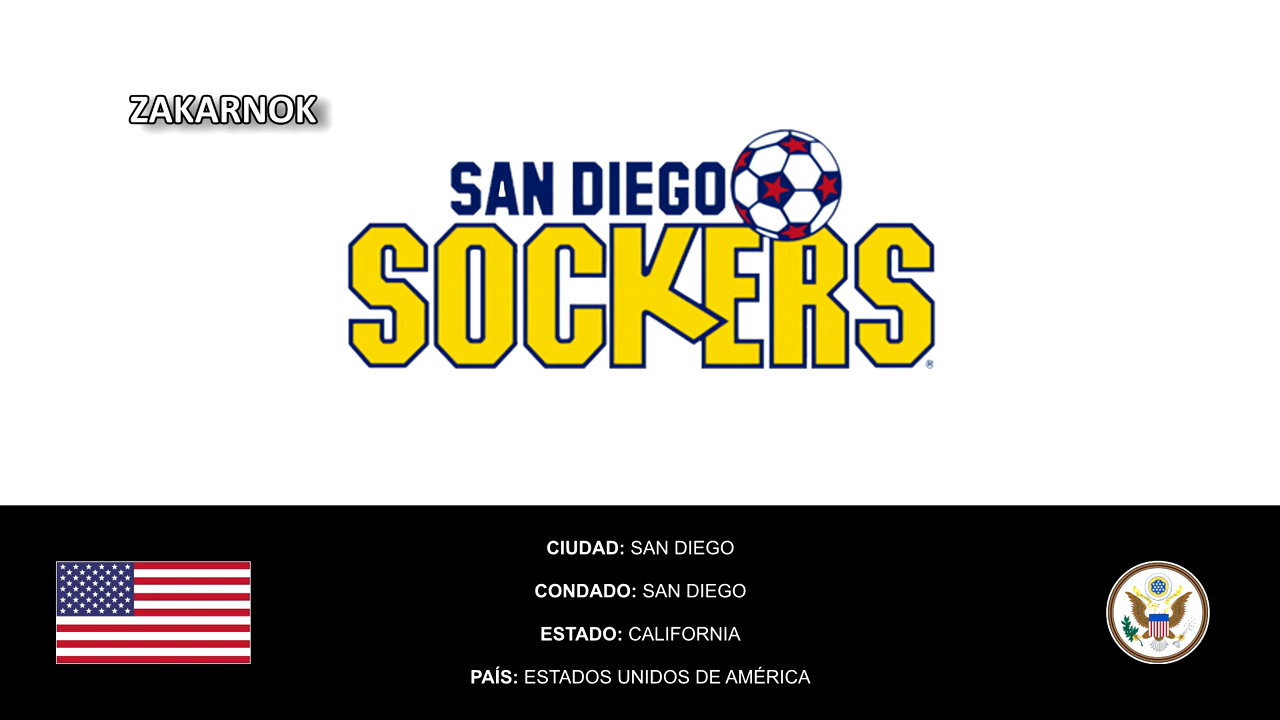 ZAKARNOK
SAN DIEGO
SOCKERS
®
CIUDAD: SAN DIEGO
CONDADO: SAN DIEGO
ESTADO: CALIFORNIA
PAÍS: ESTADOS UNIDOS DE AMÉRICA